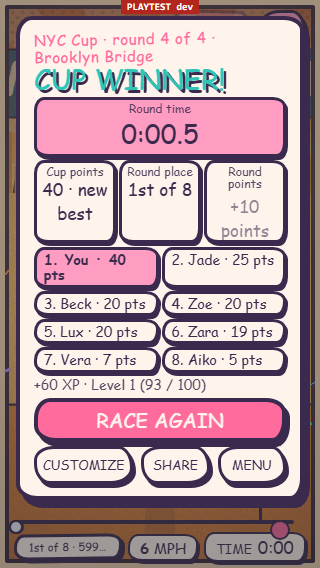 PLAYTEST dev
NYC Cup · round 4 of 4 ·
Brooklyn Bridge
CUP WINNER!
Round time
0:00.5
Cup points
40 · new
best
Round place
1st of 8
Round
points
+10
points
1. You · 40
pts
2. Jade · 25 pts
3. Beck · 20 pts
4. Zoe · 20 pts
5. Lux · 20 pts
6. Zara · 19 pts
7. Vera · 7 pts
8. Aiko · 5 pts
+60 XP · Level 1 (93 / 100)
RACE AGAIN
CUSTOMIZE
SHARE
MENU
1st of 8 · 599...
6 MPH
TIME 0:00